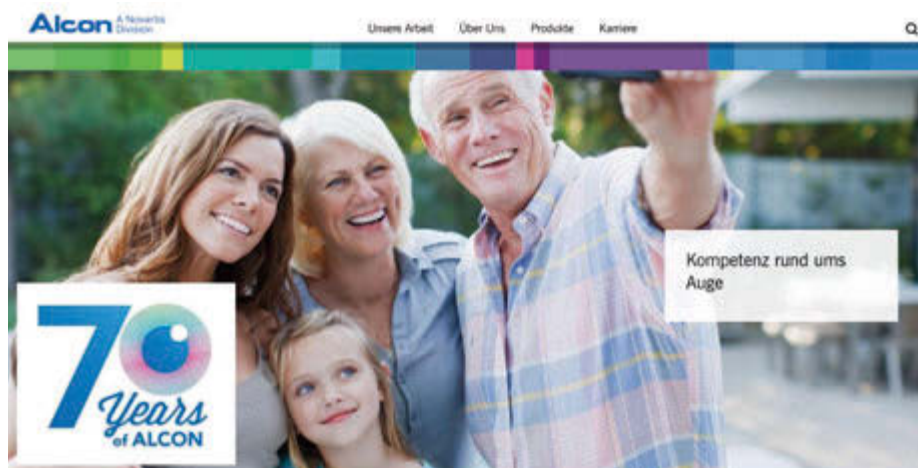 Alcon A Novartis
Division
Unsere Arbeit Über Uns Produkte Karriere
Kompetenz rund ums
Auge
70
Years
of ALCON